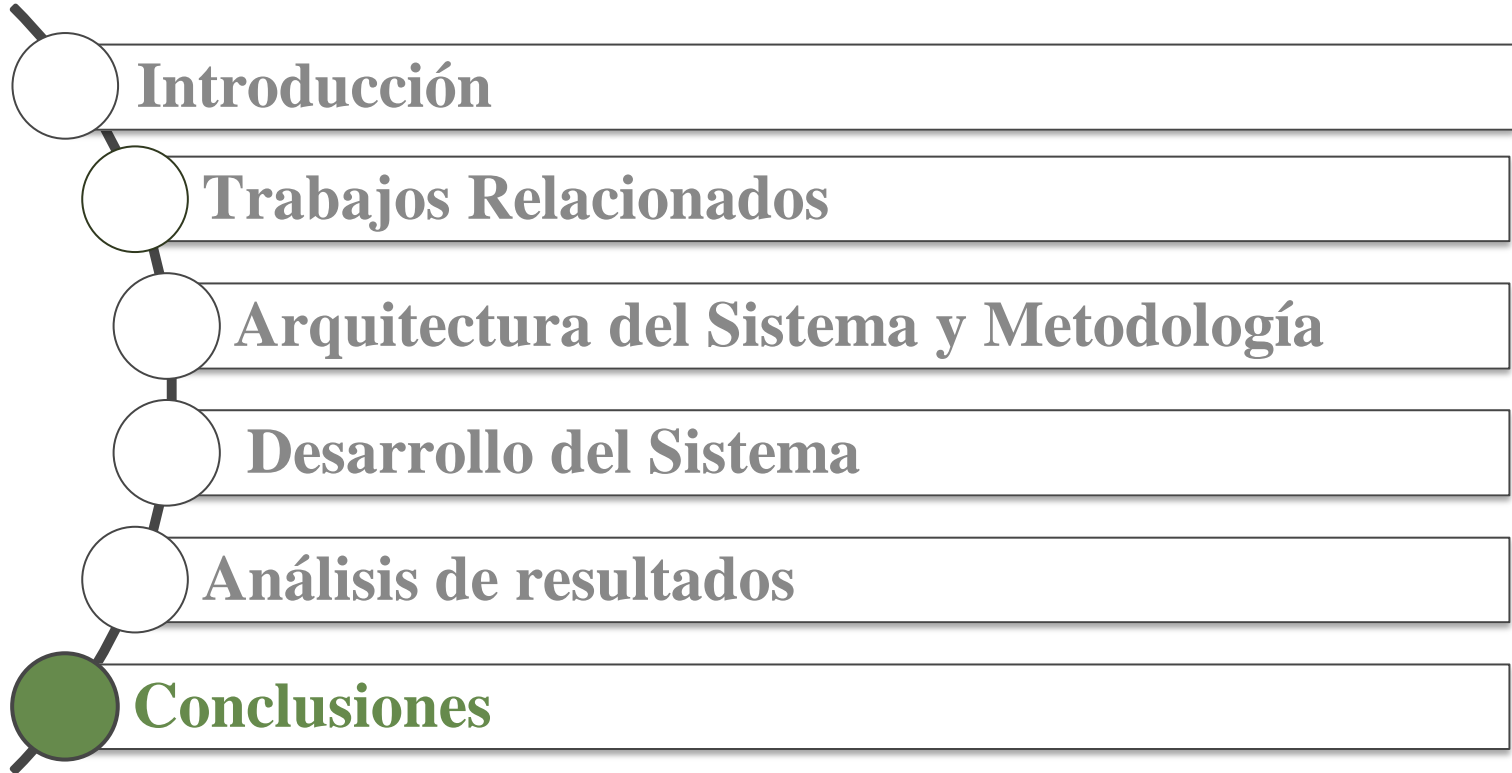 Introducción
Trabajos Relacionados
Arquitectura del Sistema y Metodología
Desarrollo del Sistema
Análisis de resultados
Conclusiones